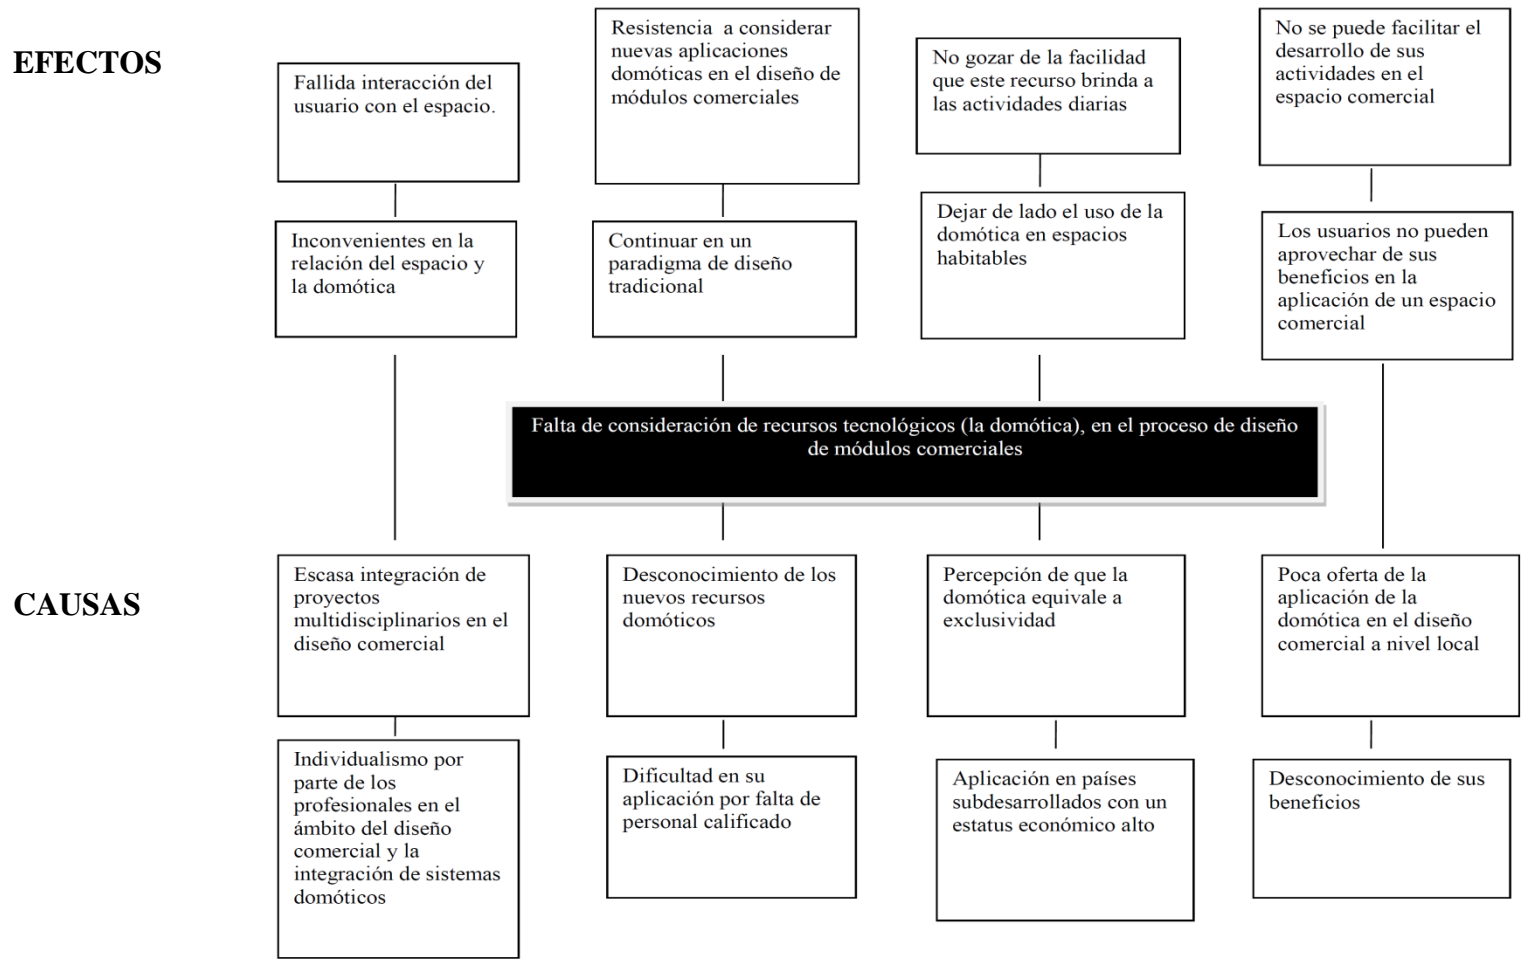 EFECTOS
Fallida interacción del
usuario con el espacio.
Resistencia a considerar
nuevas aplicaciones
domóticas en el diseño de
módulos comerciales
No gozar de la facilidad
que este recurso brinda a
las actividades diarias
No se puede facilitar el
desarrollo de sus
actividades en el
espacio comercial
Inconvenientes en la
relación del espacio y
la domótica
Continuar en un
paradigma de diseño
tradicional
Dejar de lado el uso de la
domótica en espacios
habitables
Los usuarios no pueden
aprovechar de sus
beneficios en la
aplicación de un espacio
comercial
Falta de consideración de recursos tecnológicos (la domótica), en el proceso de diseño
de módulos comerciales
CAUSAS
Escasa integración de
proyectos
multidisciplinarios en el
diseño comercial
Desconocimiento de los
nuevos recursos
domóticos
Percepción de que la
domótica equivale a
exclusividad
Poca oferta de la
aplicación de la
domótica en el diseño
comercial a nivel local
Individualismo por
parte de los
profesionales en el
ámbito del diseño
comercial y la
integración de sistemas
domóticos
Dificultad en su
aplicación por falta de
personal calificado
Aplicación en países
subdesarrollados con un
estatus económico alto
Desconocimiento de sus
beneficios